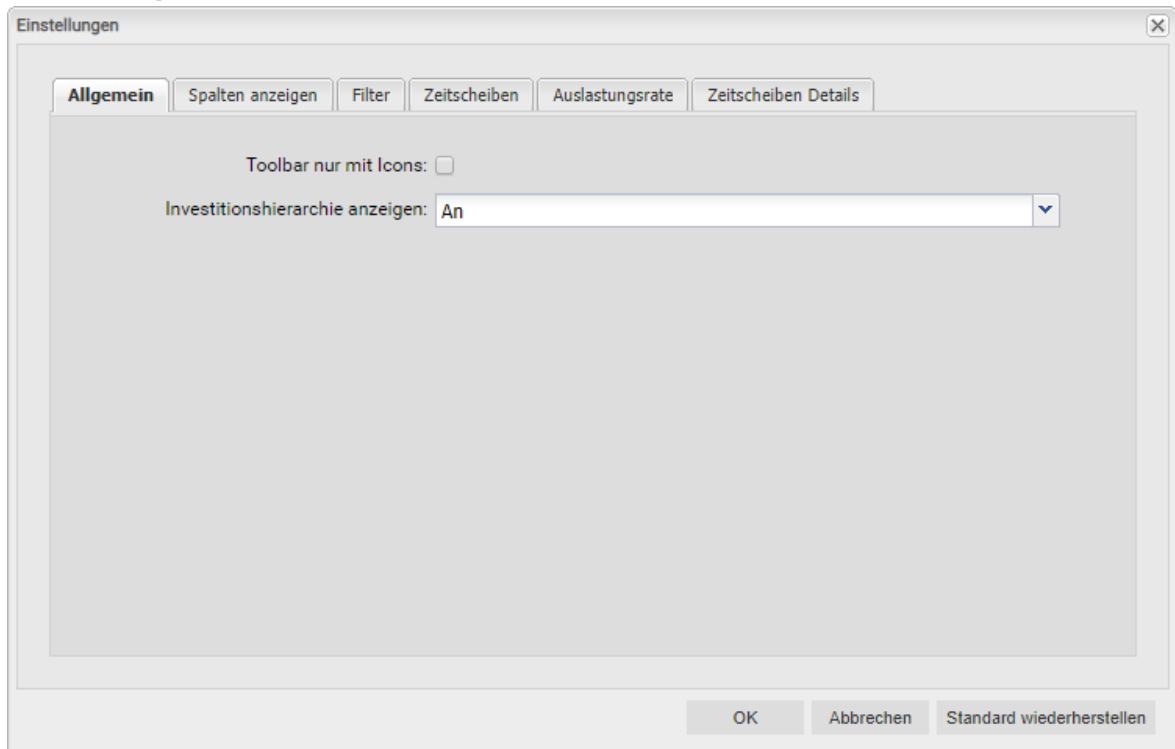 Einstellungen
Allgemein Spalten anzeigen Filter Zeitscheiben Auslastungsrate Zeitscheiben Details
Toolbar nur mit Icons:
Investitionshierarchie anzeigen: An
OK Abbrechen Standard wiederherstellen